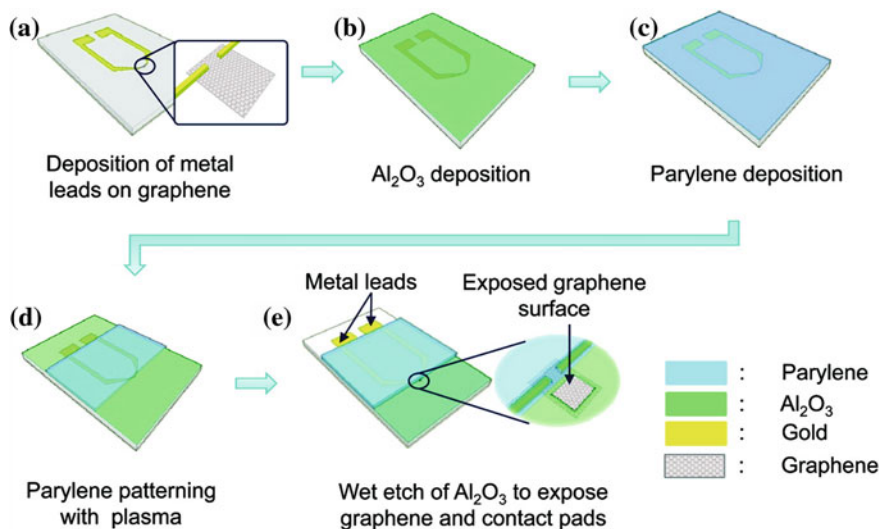 (a)
Deposition of metal
leads on graphene
(b)
Al₂O₃ deposition
(c)
Parylene deposition
(d)
Parylene patterning
with plasma
(e)
Metal leads
Exposed graphene
surface
Wet etch of Al₂O₃ to expose
graphene and contact pads
: Parylene
: Al₂O₃
: Gold
: Graphene